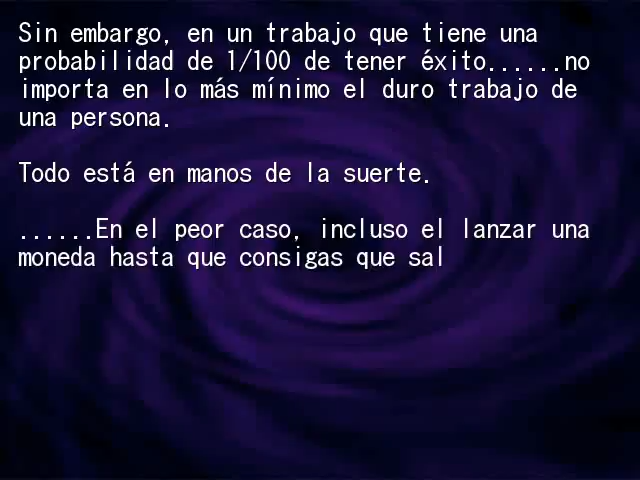 Sin embargo, en un trabajo que tiene una
probabilidad de 1/100 de tener éxito......no
importa en lo más mínimo el duro trabajo de
una persona.
Todo está en manos de la suerte.
......En el peor caso, incluso el lanzar una
moneda hasta que consigas que sal